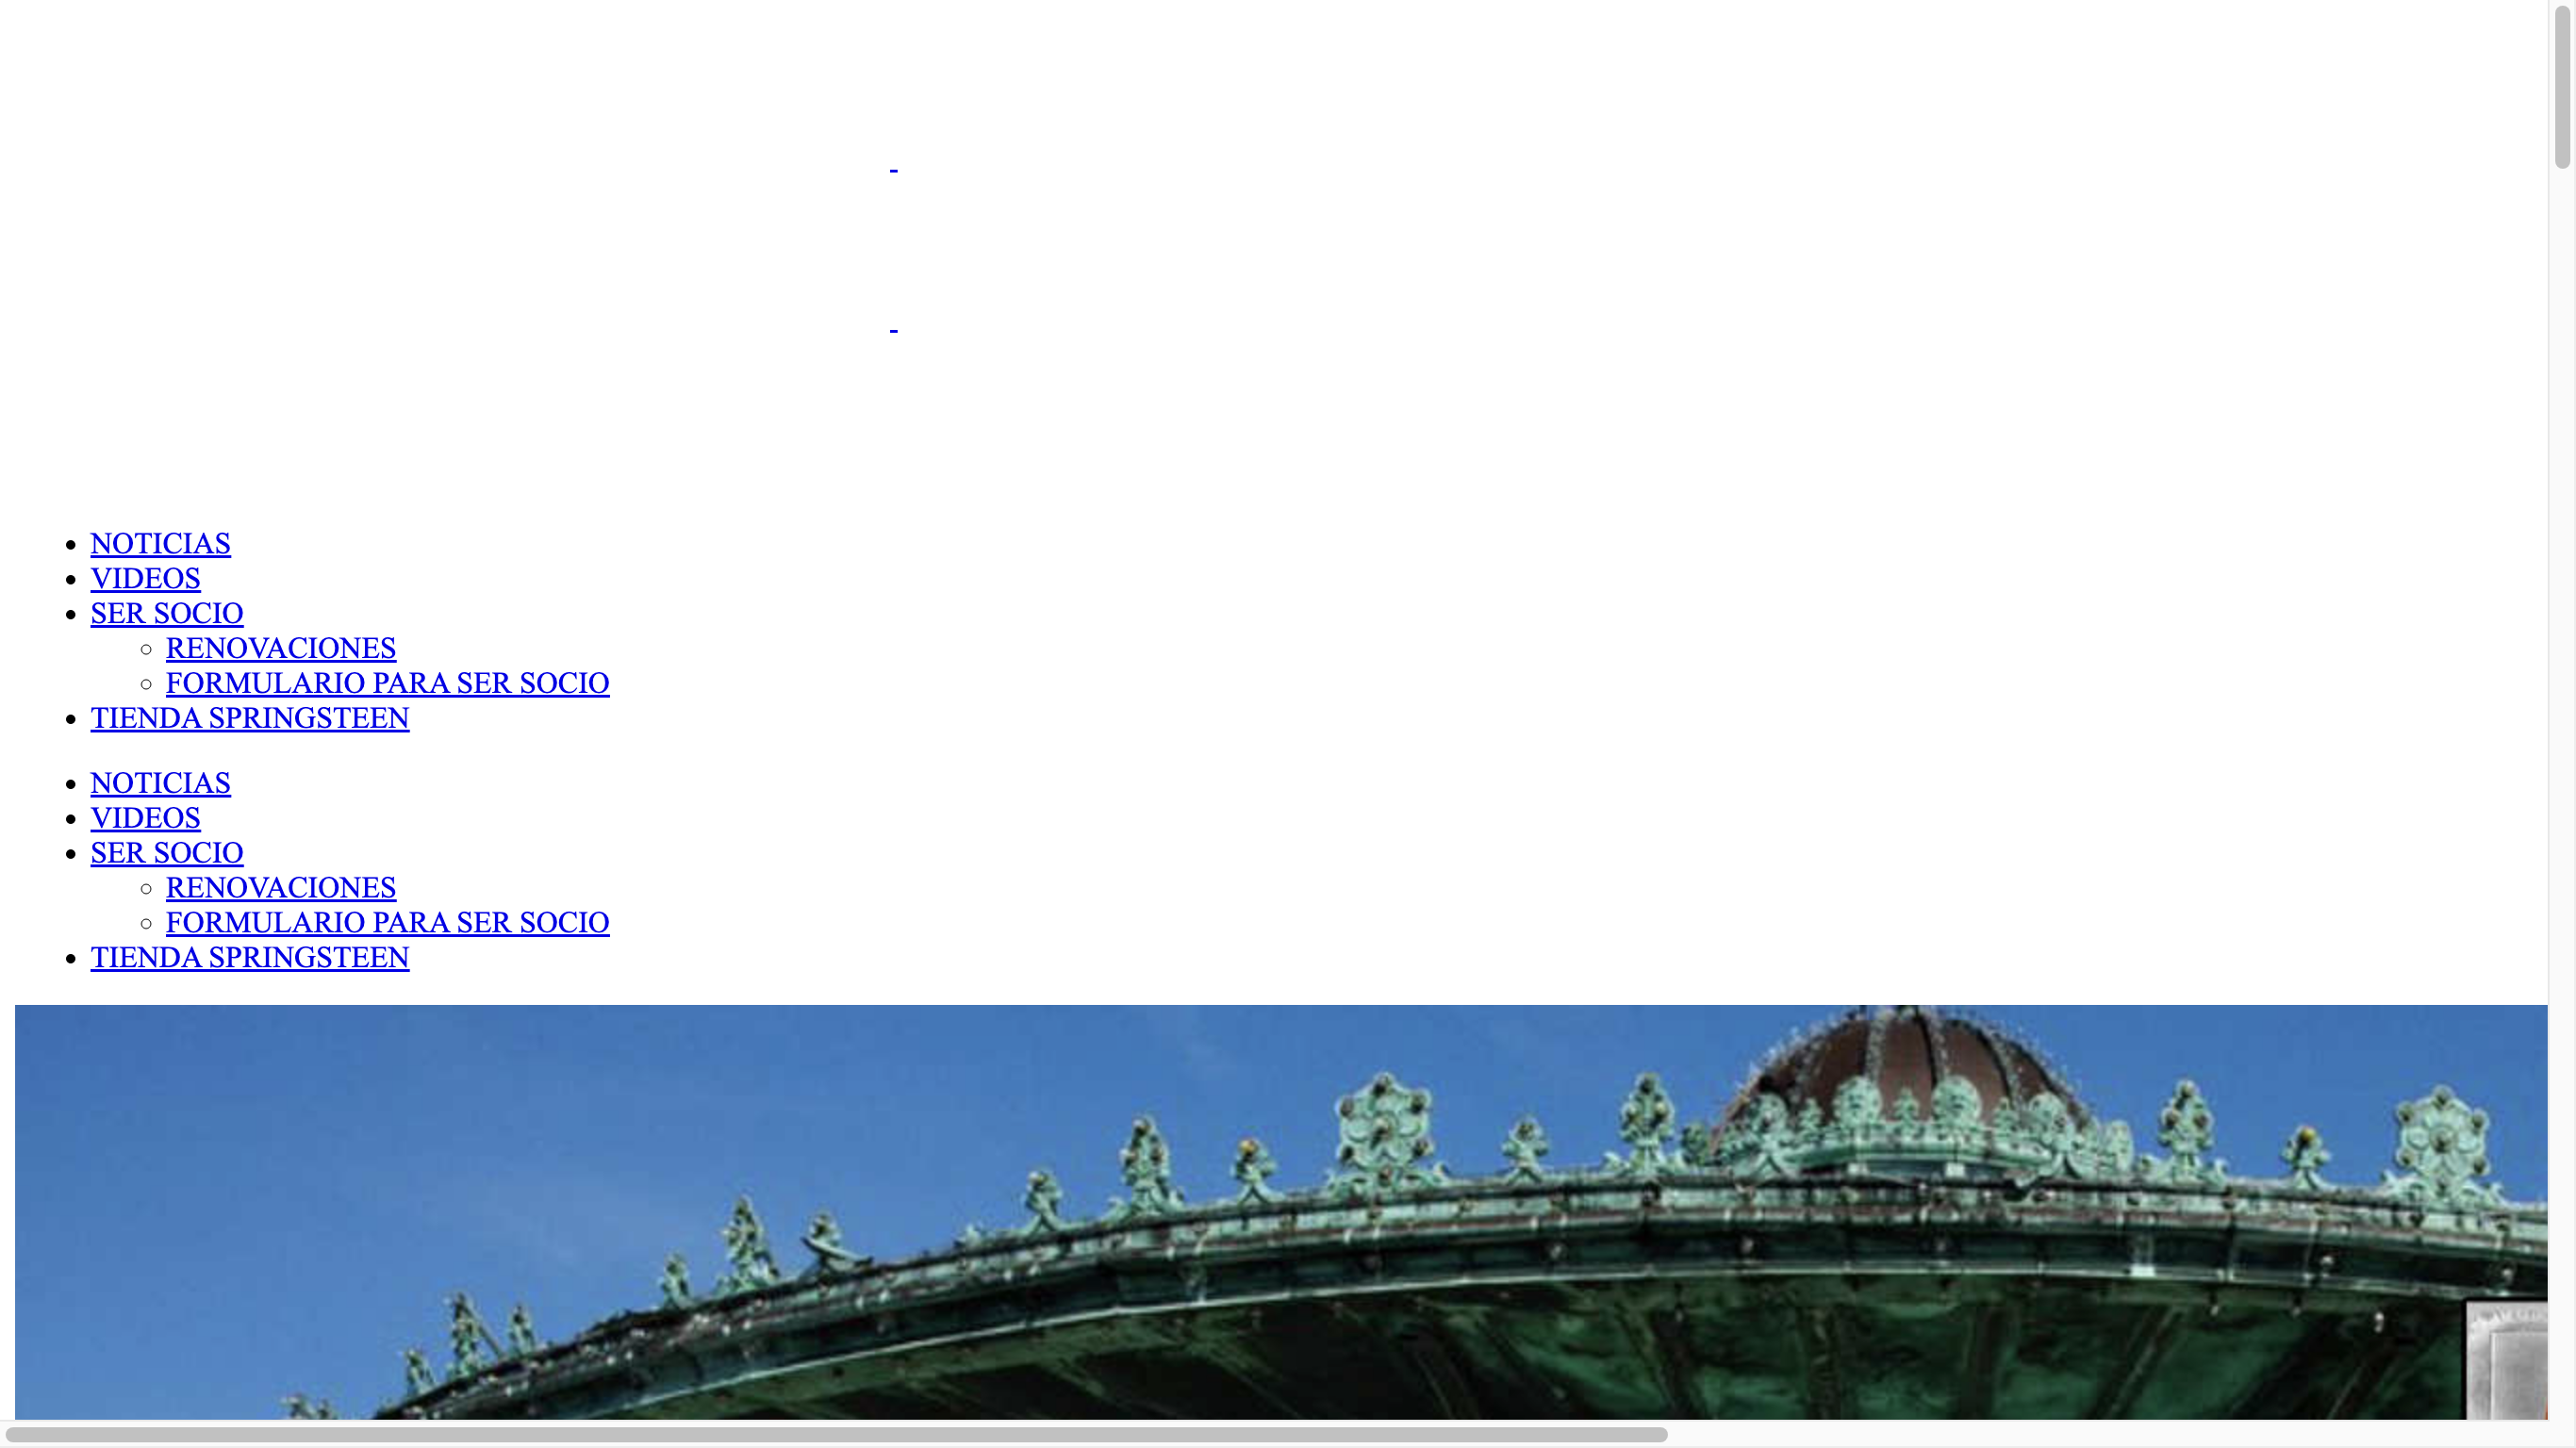 NOTICIAS
VIDEOS
SER SOCIO
RENOVACIONES
FORMULARIO PARA SER SOCIO
TIENDA SPRINGSTEEN
NOTICIAS
VIDEOS
SER SOCIO
RENOVACIONES
FORMULARIO PARA SER SOCIO
TIENDA SPRINGSTEEN